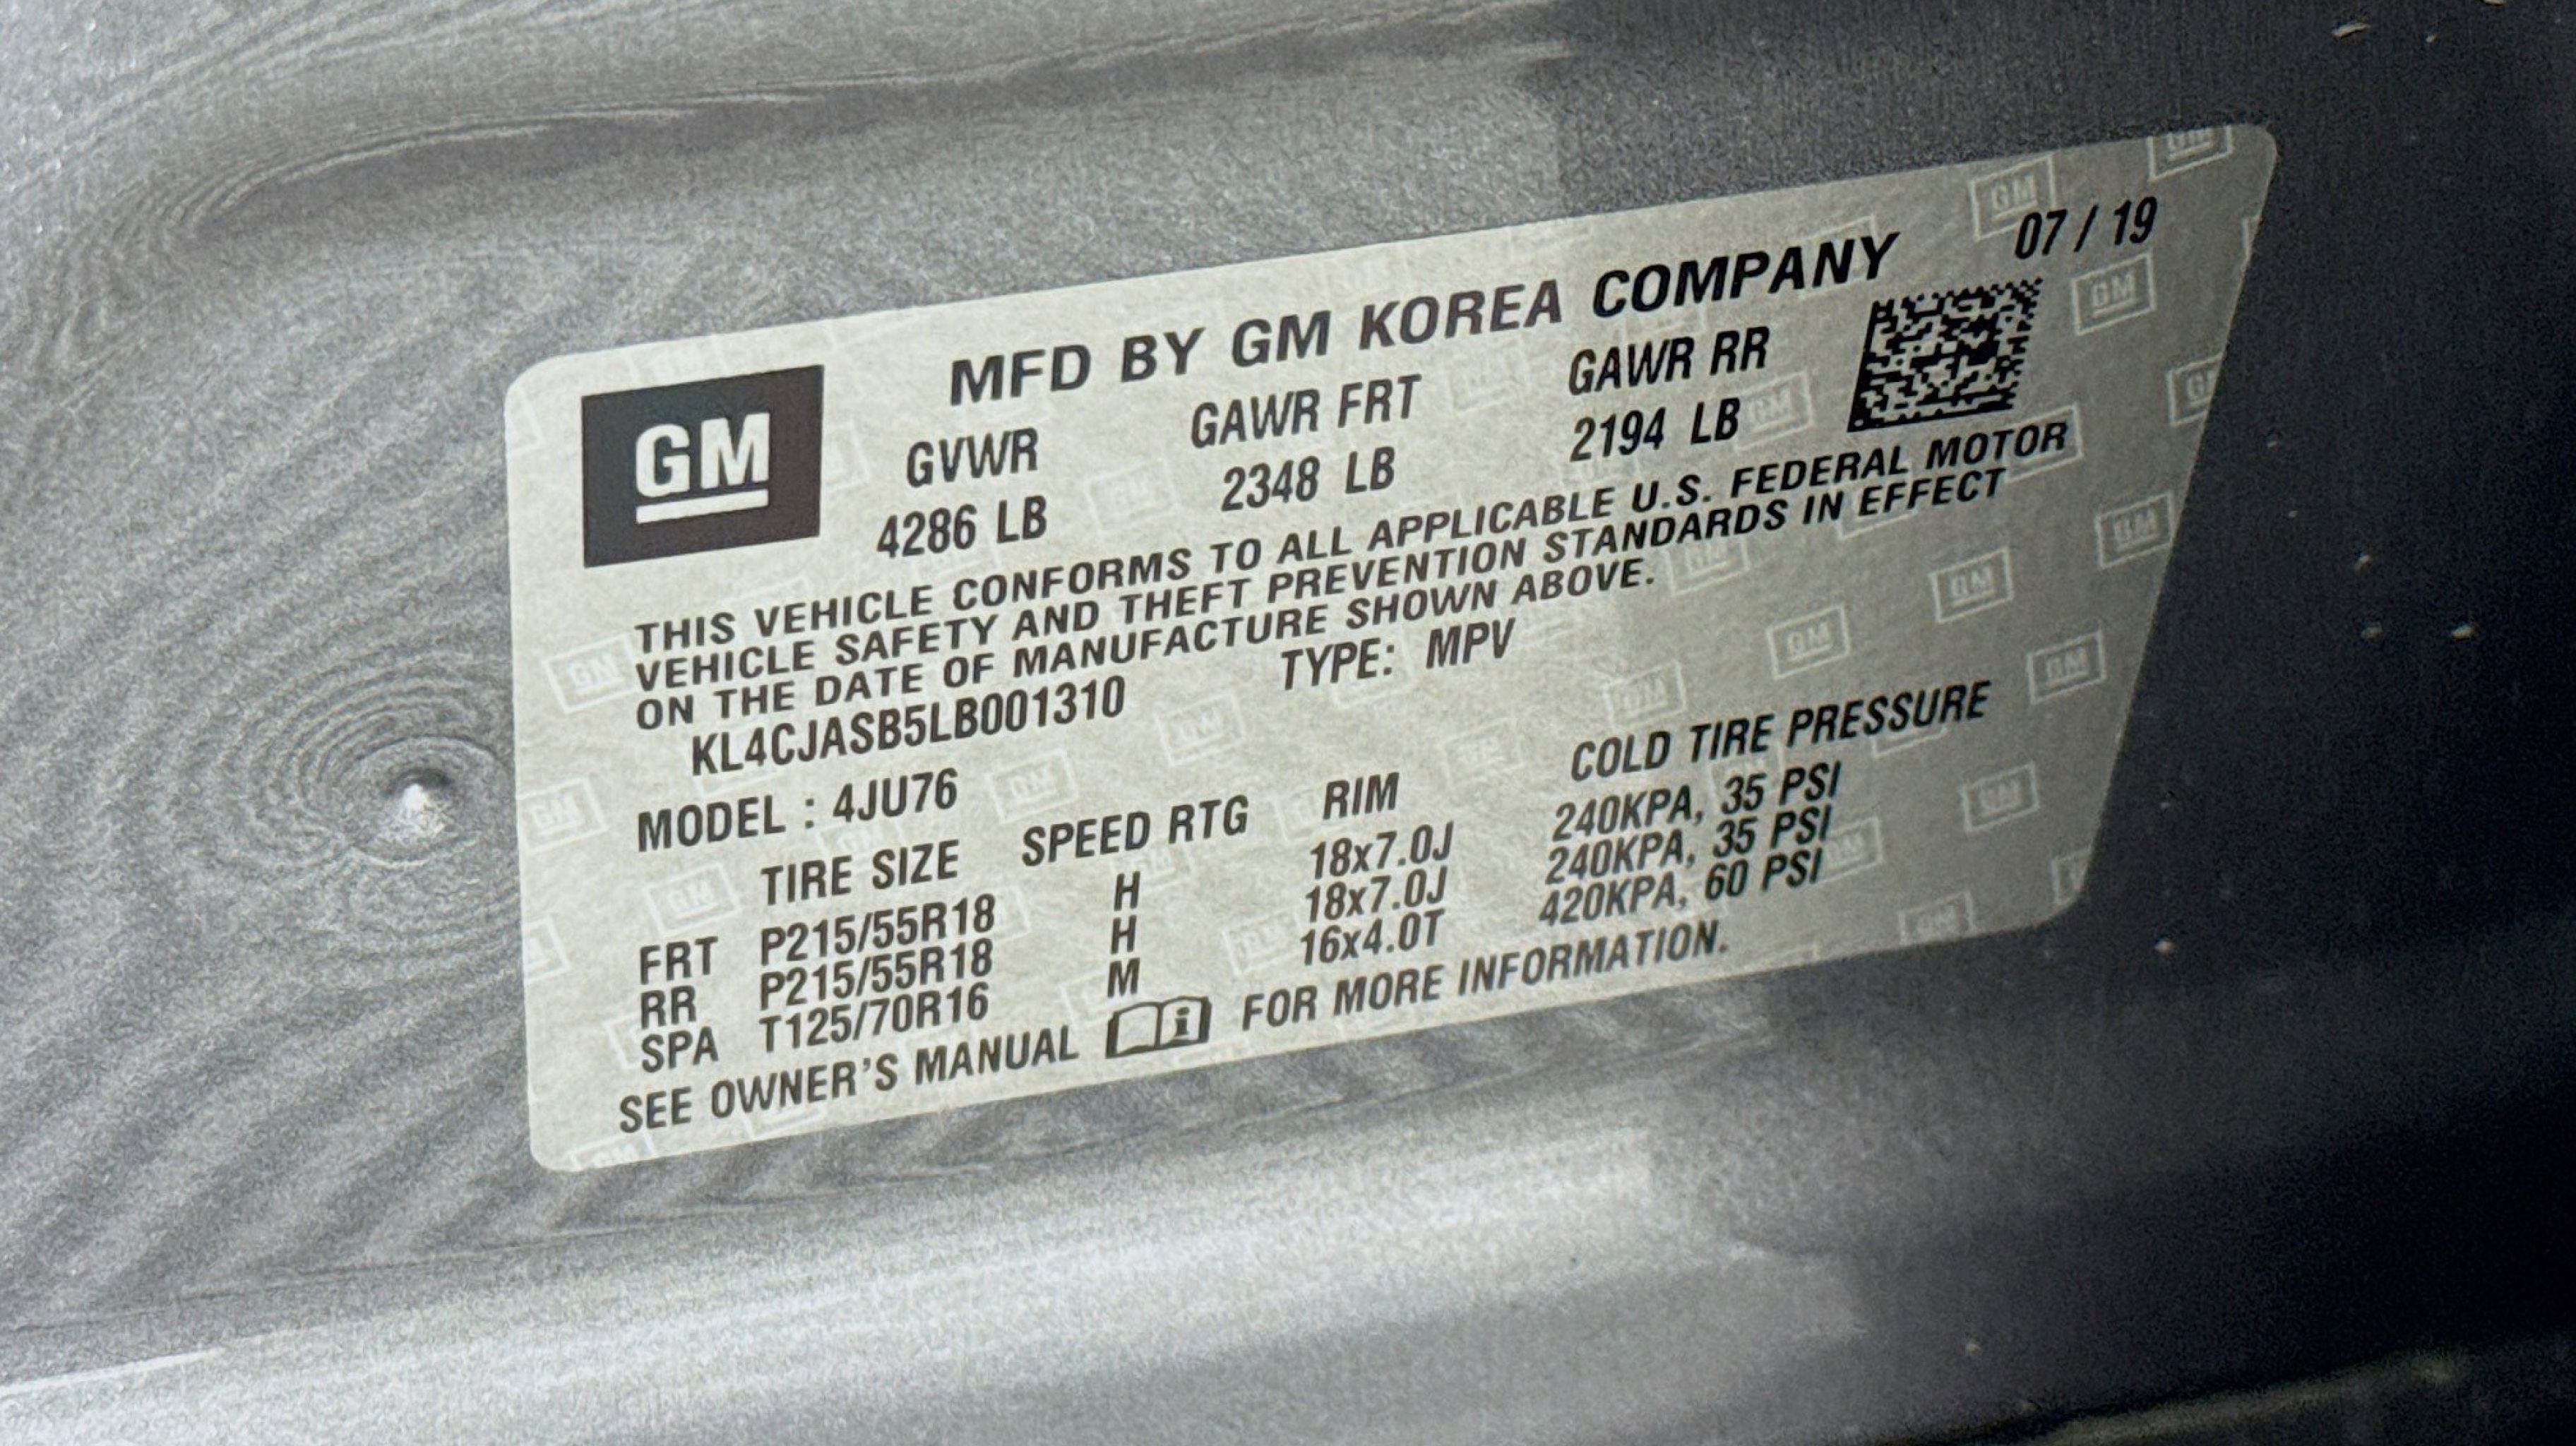 07 / 19
MFD BY GM KOREA COMPANY
GM
GVWR GAWR FRT GAWR RR
4286 LB 2348 LB 2194 LB
THIS VEHICLE CONFORMS TO ALL APPLICABLE U.S. FEDERAL MOTOR
VEHICLE SAFETY AND THEFT PREVENTION STANDARDS IN EFFECT
ON THE DATE OF MANUFACTURE SHOWN ABOVE.
KL4CJASB5LB001310 TYPE: MPV
MODEL : 4JU76
TIRE SIZE SPEED RTG RIM COLD TIRE PRESSURE
FRT P215/55R18 H 18x7.0J 240KPA, 35 PSI
RR P215/55R18 H 18x7.0J 240KPA, 35 PSI
SPA T125/70R16 M 16x4.0T 420KPA, 60 PSI
SEE OWNER'S MANUAL FOR MORE INFORMATION.